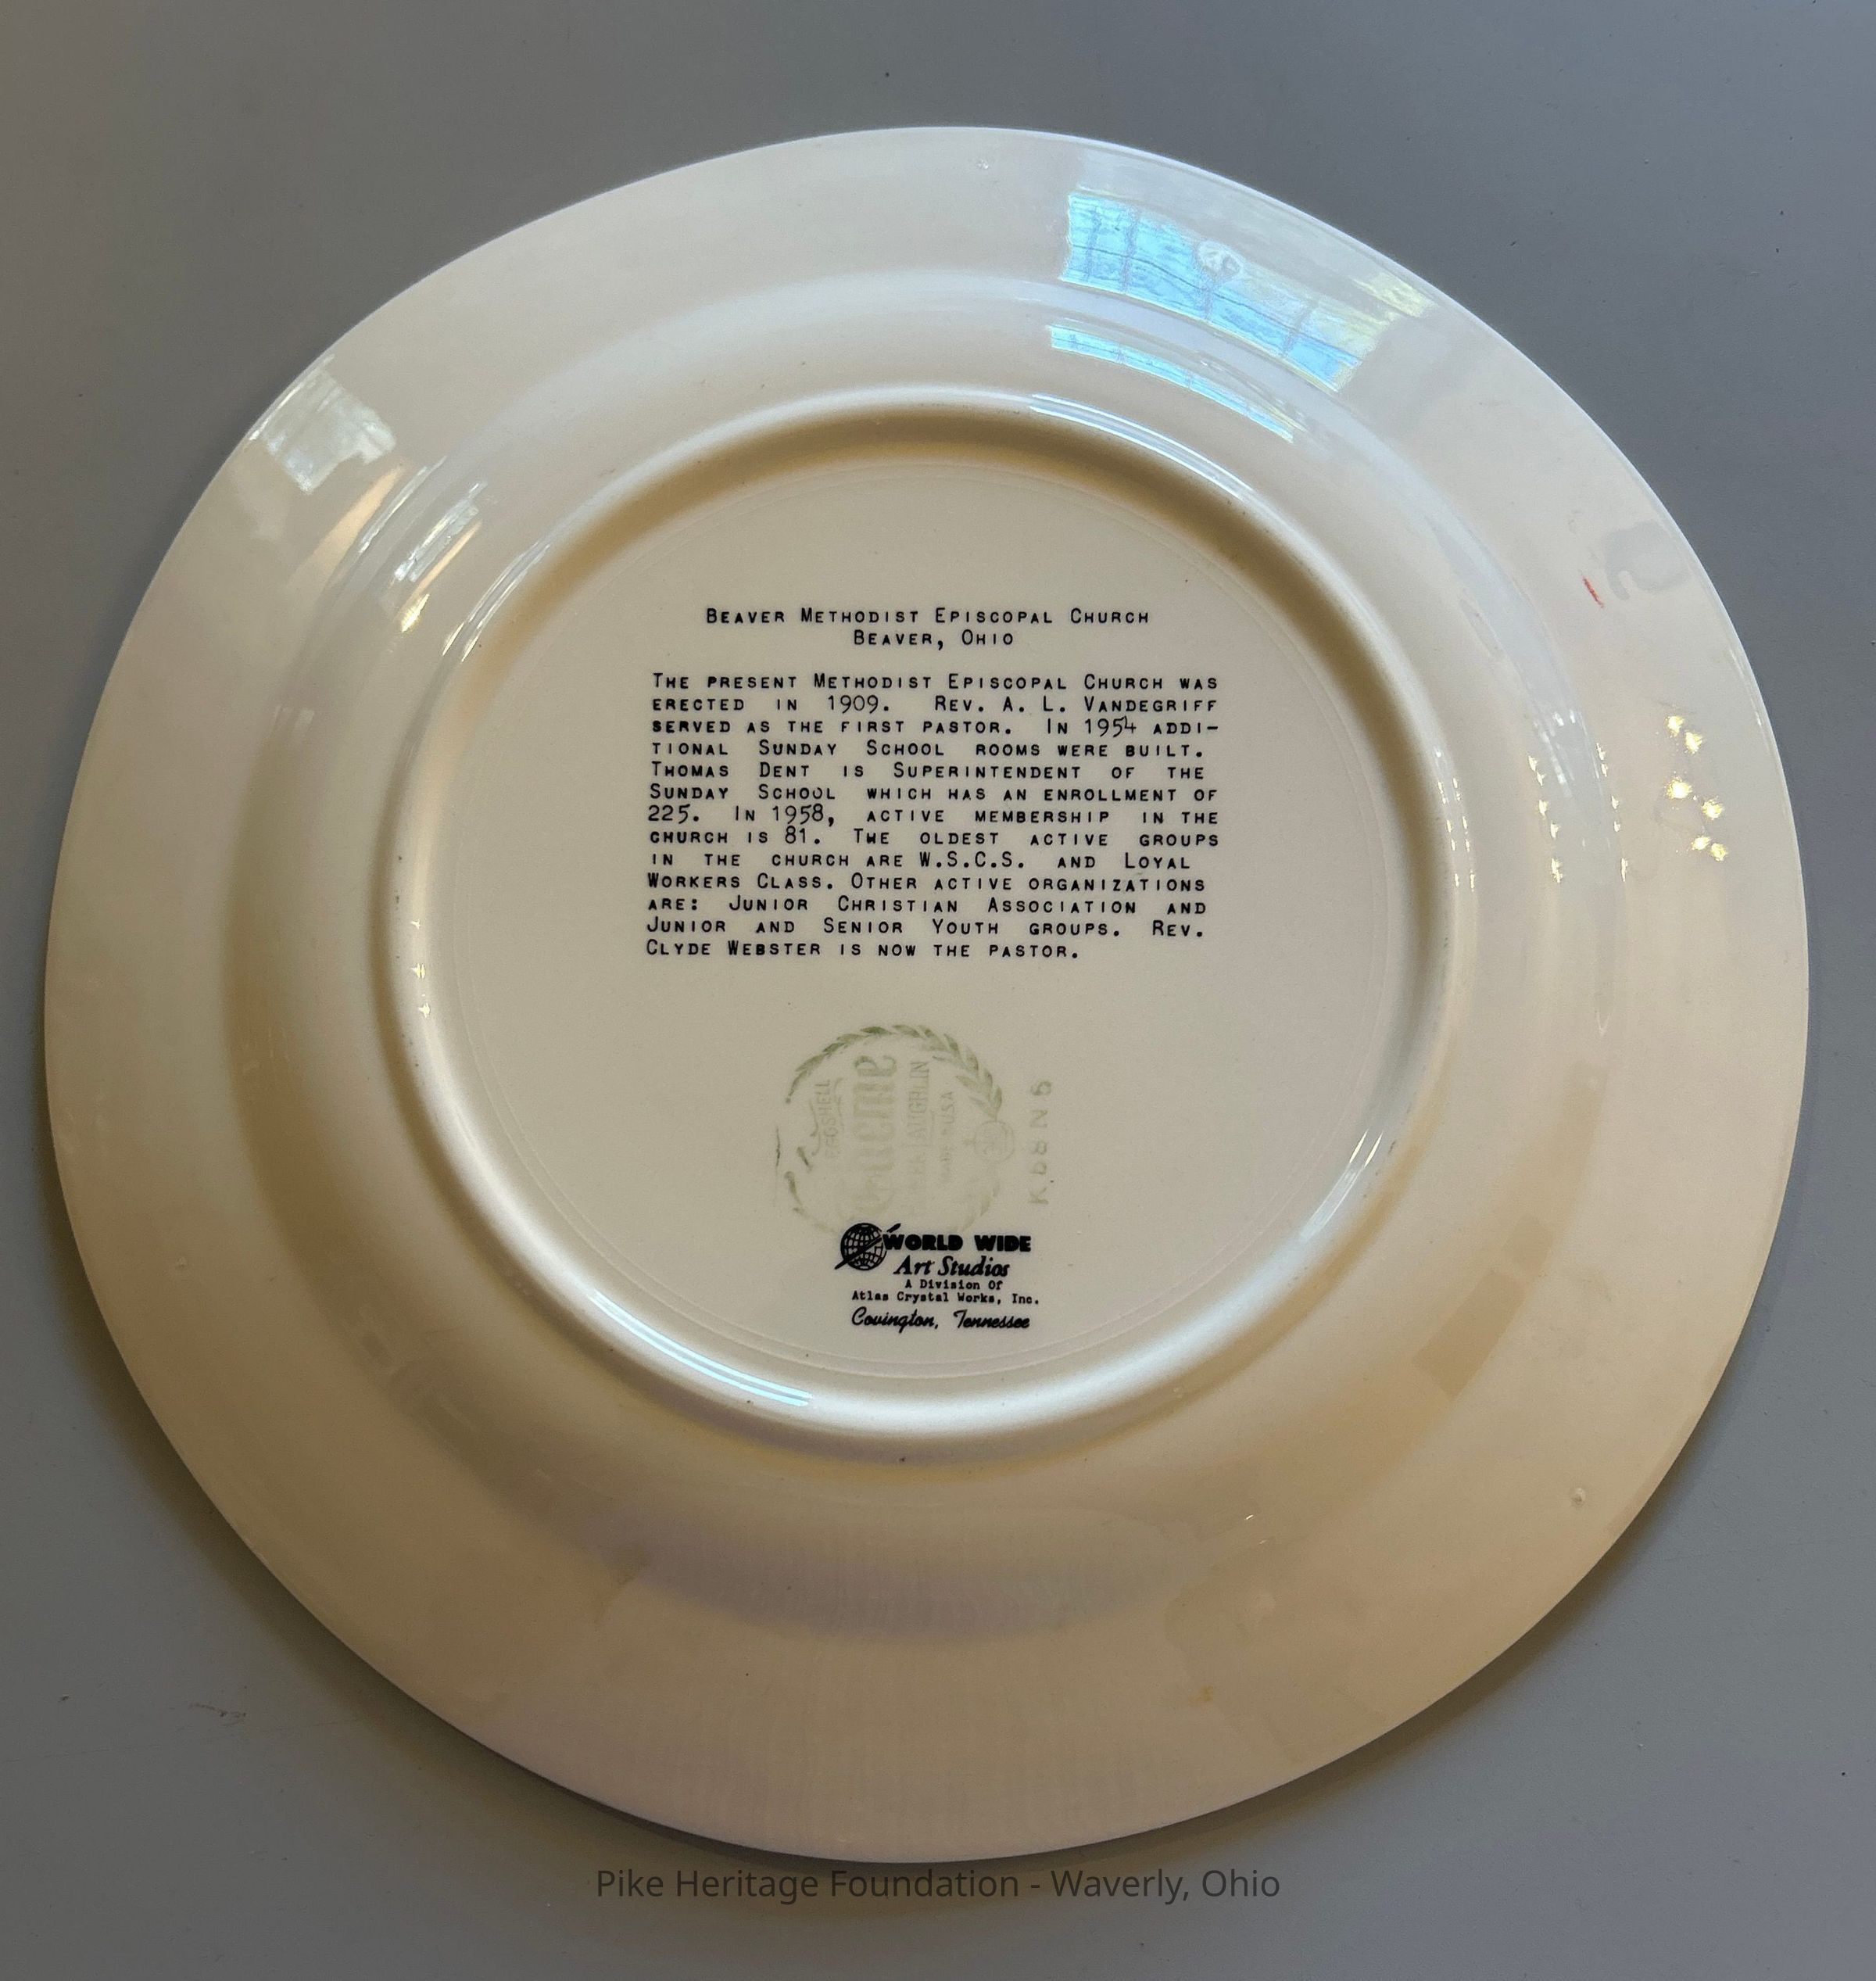 BEAVER METHODIST EPISCOPAL CHURCH
BEAVER, OHIO
THE PRESENT METHODIST EPISCOPAL CHURCH WAS
ERECTED IN 1909. REV. A. L. VANDEGRIFF
SERVED AS THE FIRST PASTOR. IN 1954 ADDI-
TIONAL SUNDAY SCHOOL ROOMS WERE BUILT.
THOMAS DENT IS SUPERINTENDENT OF THE
SUNDAY SCHOOL WHICH HAS AN ENROLLMENT OF
225. IN 1958, ACTIVE MEMBERSHIP IN THE
CHURCH IS 81. THE OLDEST ACTIVE GROUPS
IN THE CHURCH ARE W.S.C.S. AND LOYAL
WORKERS CLASS. OTHER ACTIVE ORGANIZATIONS
ARE: JUNIOR CHRISTIAN ASSOCIATION AND
JUNIOR AND SENIOR YOUTH GROUPS. REV.
CLYDE WEBSTER IS NOW THE PASTOR.
EGGSHELL
LAUGHLIN
WORLD WIDE
Art Studios
A Division Of
Atlas Crystal Works, Inc.
Covington, Tennessee
Pike Heritage Foundation - Waverly, Ohio